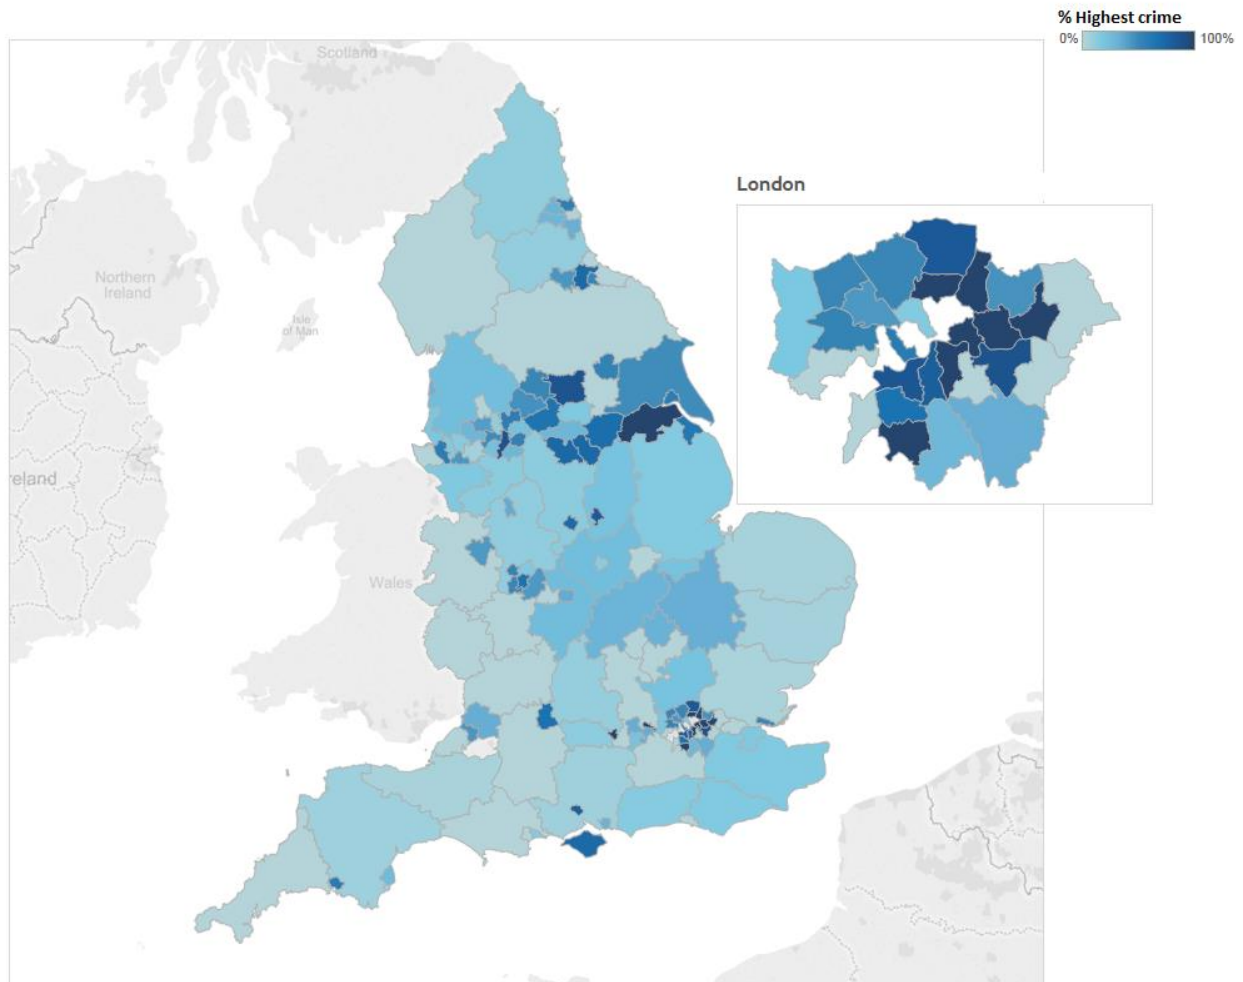 % Highest crime
0% 100%
Scotland
London
Northern
Ireland
Isle
of Man
reland
Wales